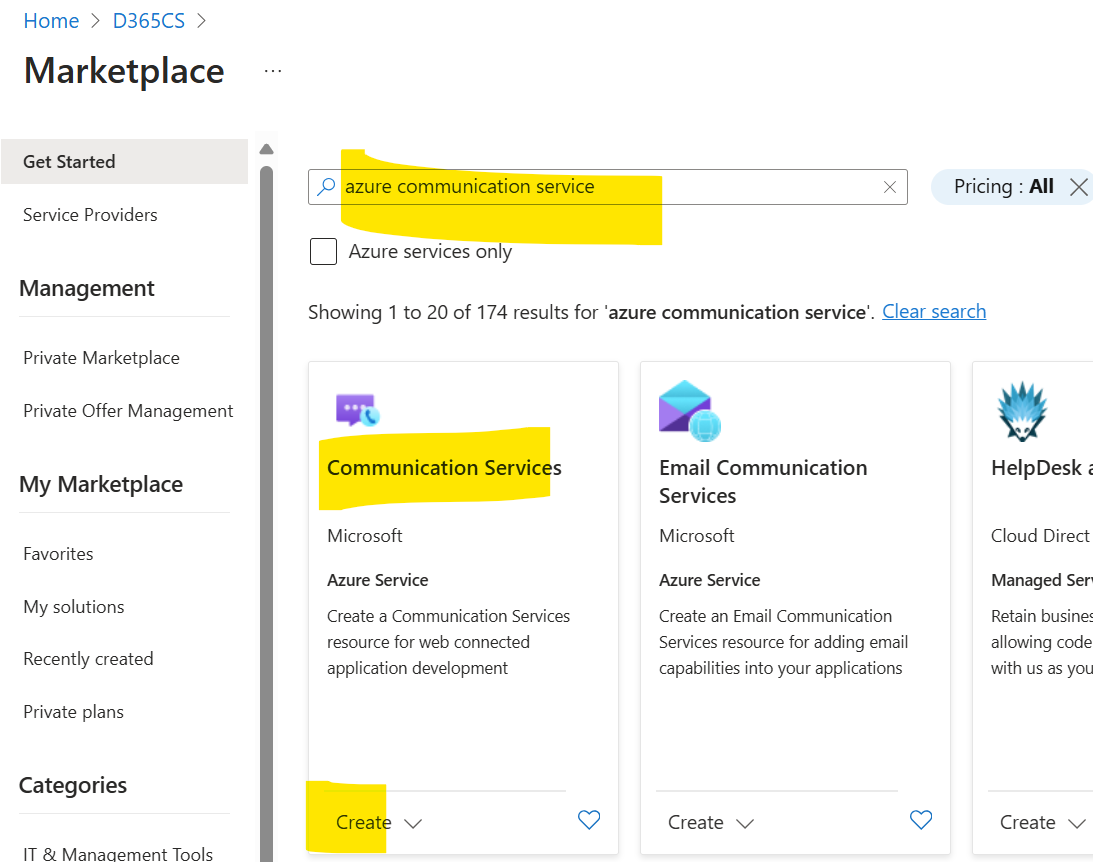 Home > D365CS >
Marketplace ...
Get Started
Service Providers
Management
Private Marketplace
Private Offer Management
My Marketplace
Favorites
My solutions
Recently created
Private plans
Categories
IT & Management Tools
azure communication service
Pricing : All
Azure services only
Showing 1 to 20 of 174 results for 'azure communication service'. Clear search
Communication Services
Microsoft
Azure Service
Create a Communication Services
resource for web connected
application development
Create
Email Communication
Services
Microsoft
Azure Service
Create an Email Communication
Services resource for adding email
capabilities into your applications
Create
HelpDesk a
Cloud Direct
Managed Serv
Retain busines
allowing code
with us as you
Create